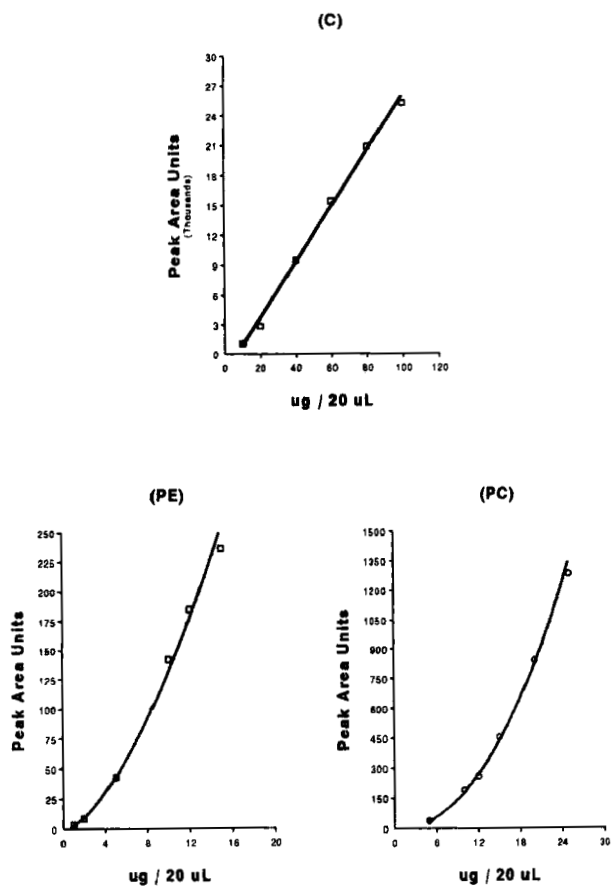 (C)
Peak Area Units
(Thousands)
30
27
24
21
18
15
12
9
6
3
0
0 20 40 60 80 100 120
ug / 20 uL
(PE)
Peak Area Units
250
225
200
175
150
125
100
75
50
25
0
0 4 8 12 16 20
ug / 20 uL
(PC)
Peak Area Units
1500
1350
1200
1050
900
750
600
450
300
150
0
0 6 12 18 24 30
ug / 20 uL